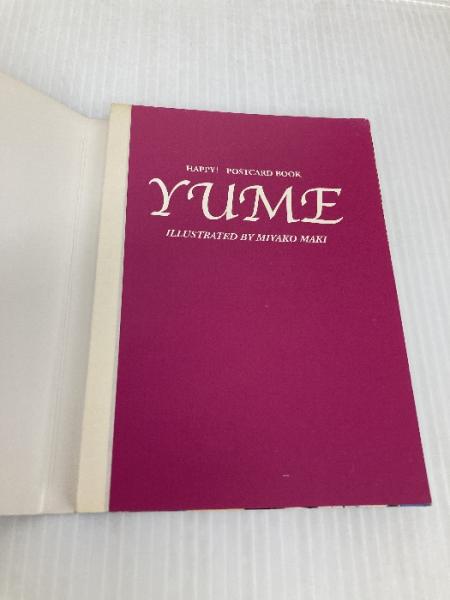 HAPPY! POSTCARD BOOK
YUME
ILLUSTRATED BY MIYAKO MAKI